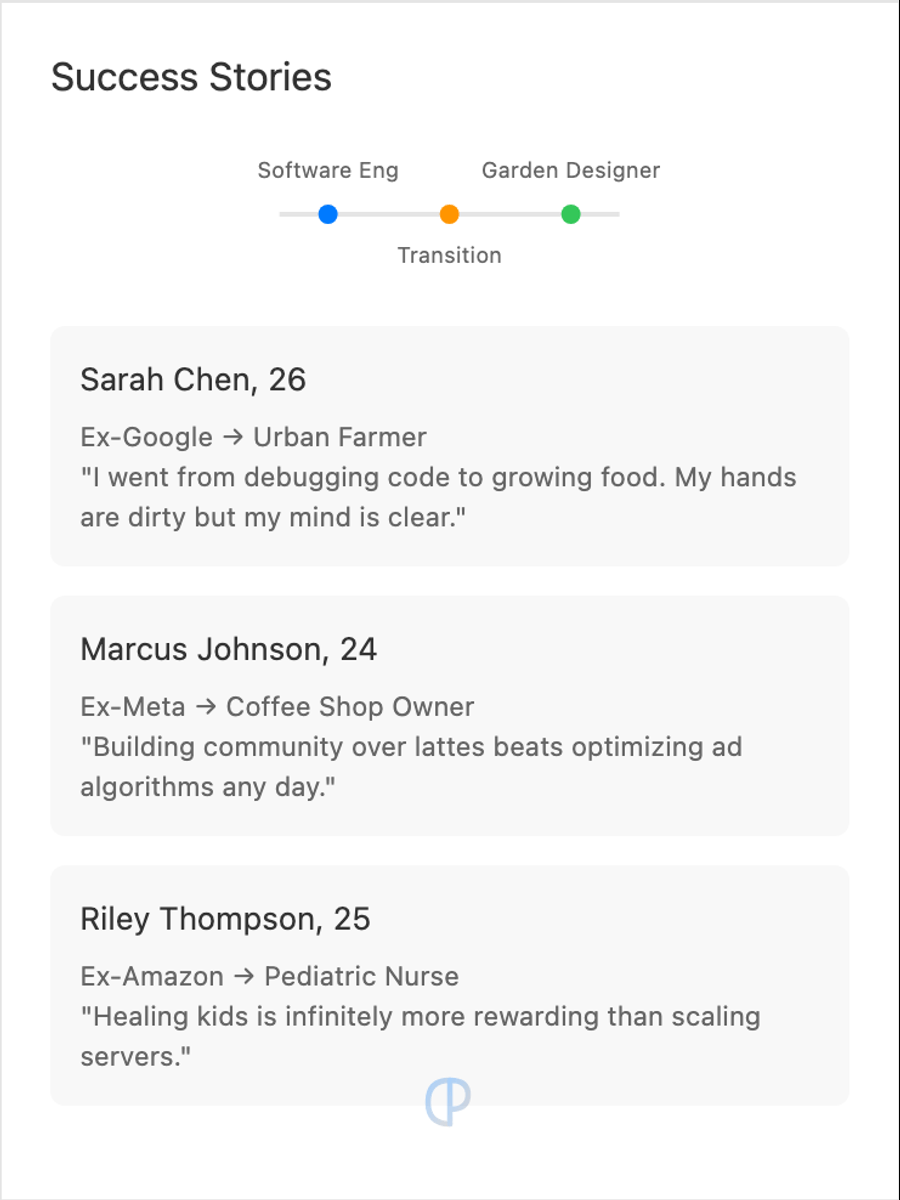 Success Stories
Software Eng
Garden Designer
Transition
Sarah Chen, 26
Ex-Google → Urban Farmer
"I went from debugging code to growing food. My hands
are dirty but my mind is clear."
Marcus Johnson, 24
Ex-Meta → Coffee Shop Owner
"Building community over lattes beats optimizing ad
algorithms any day."
Riley Thompson, 25
Ex-Amazon → Pediatric Nurse
"Healing kids is infinitely more rewarding than scaling
servers."